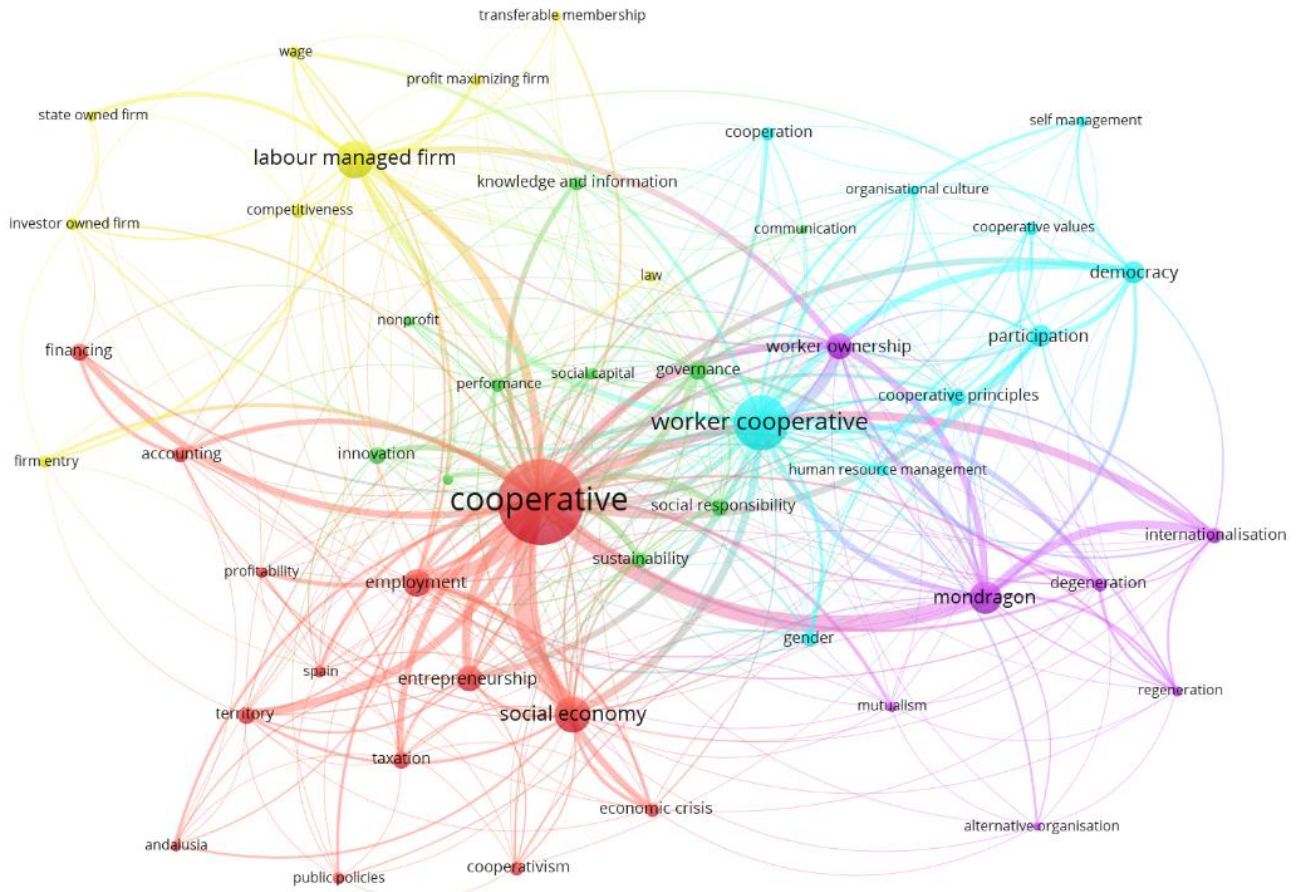 transferable membership
wage
profit maximizing firm
state owned firm
cooperation
self management
labour managed firm
knowledge and information
organisational culture
competitiveness
investor owned firm
communication
cooperative values
law
democracy
nonprofit
financing
worker ownership
participation
performance
social capital
governance
cooperative principles
worker cooperative
firm entry
accounting
innovation
human resource management
cooperative
social responsibility
internationalisation
sustainability
profitability
employment
degeneration
mondragon
gender
spain
entrepreneurship
regeneration
territory
social economy
mutualism
taxation
economic crisis
alternative organisation
andalusia
cooperativism
public policies